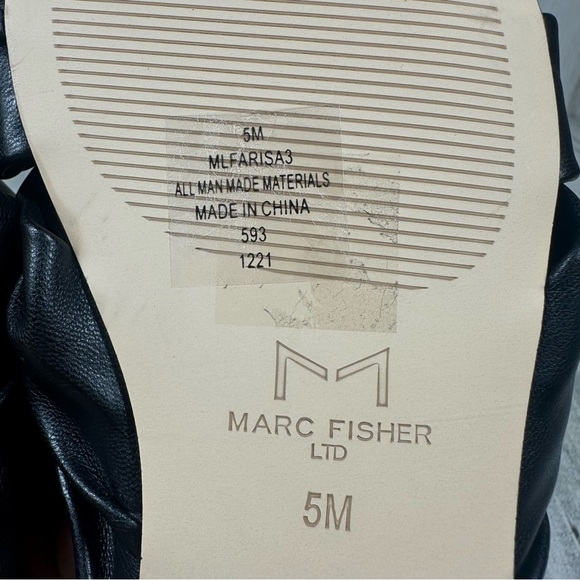 5M
MLFARISA3
ALL MAN MADE MATERIALS
MADE IN CHINA
593
1221
MARC FISHER
LTD
5M